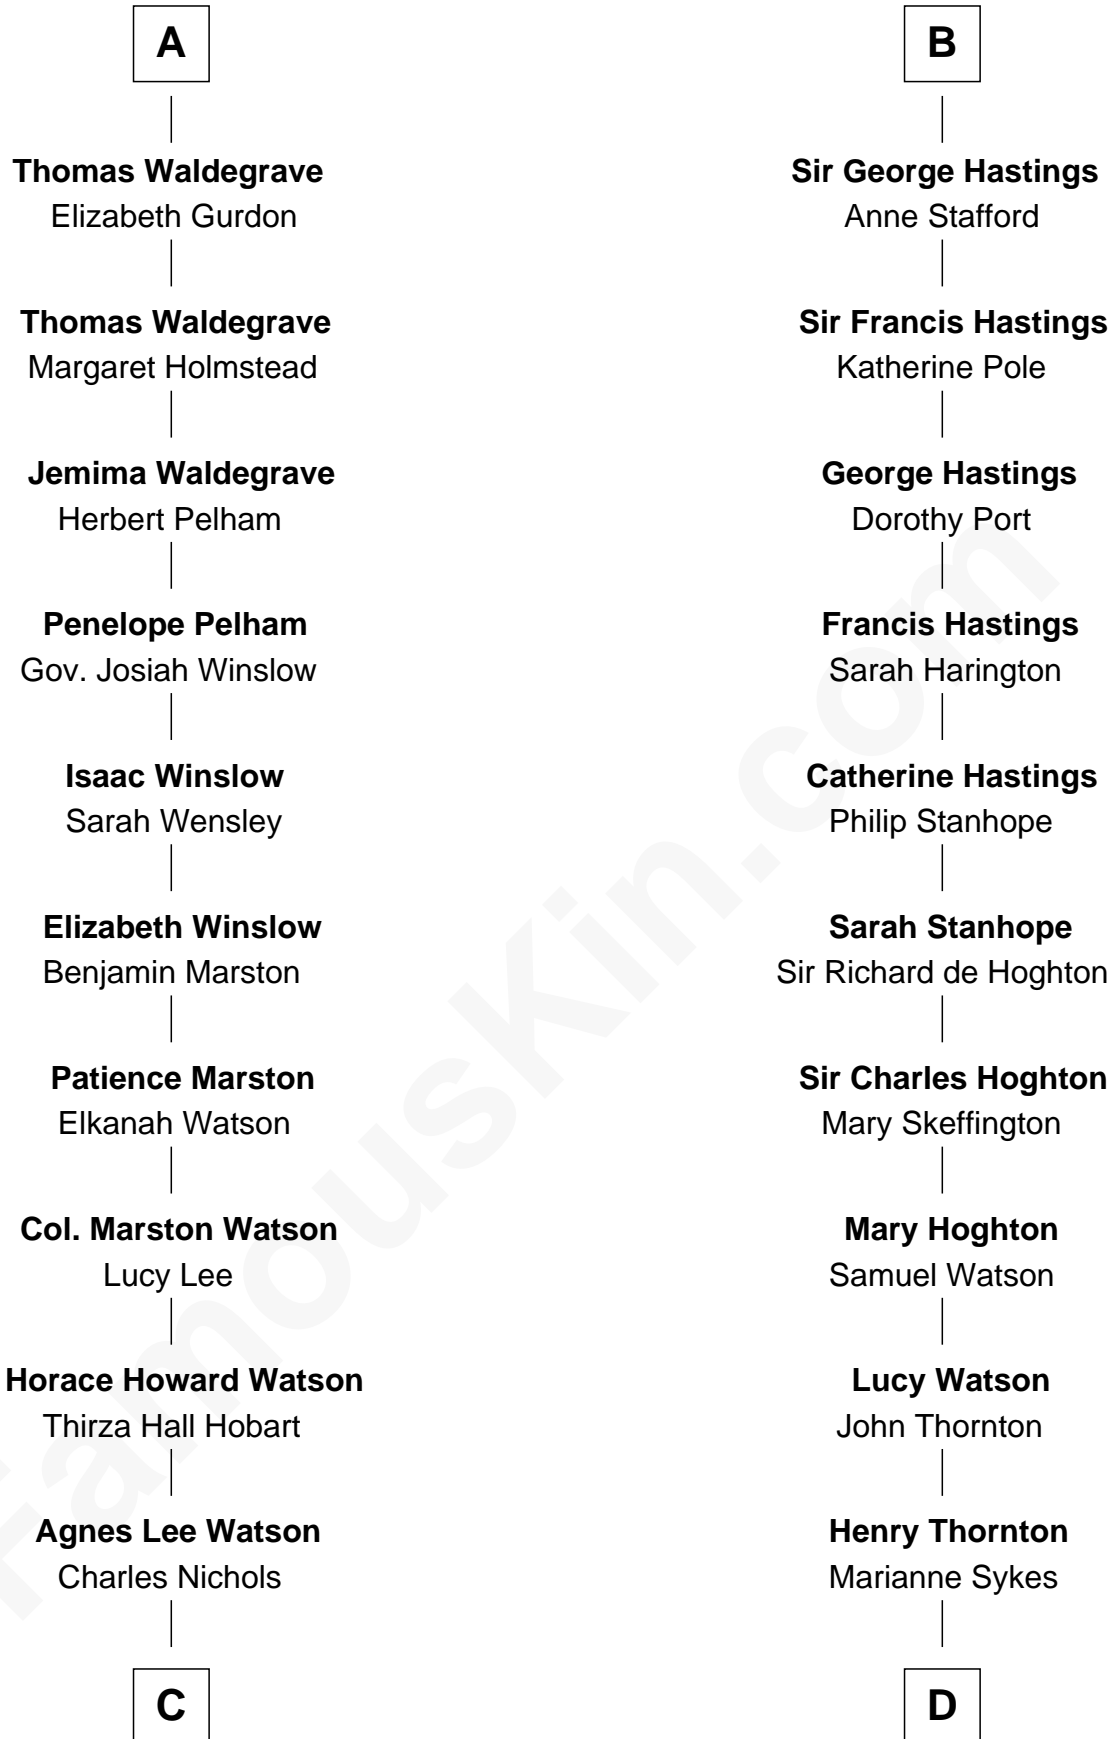 A
Thomas Waldegrave
Elizabeth Gurdon
Thomas Waldegrave
Margaret Holmstead
Jemima Waldegrave
Herbert Pelham
Penelope Pelham
Gov. Josiah Winslow
Isaac Winslow
Sarah Wensley
Elizabeth Winslow
Benjamin Marston
Patience Marston
Elkanah Watson
Col. Marston Watson
Lucy Lee
Horace Howard Watson
Thirza Hall Hobart
Agnes Lee Watson
Charles Nichols
C
B
Sir George Hastings
Anne Stafford
Sir Francis Hastings
Katherine Pole
George Hastings
Dorothy Port
Francis Hastings
Sarah Harington
Catherine Hastings
Philip Stanhope
Sarah Stanhope
Sir Richard de Hoghton
Sir Charles Hoghton
Mary Skeffington
Mary Hoghton
Samuel Watson
Lucy Watson
John Thornton
Henry Thornton
Marianne Sykes
D
FamousKin.com